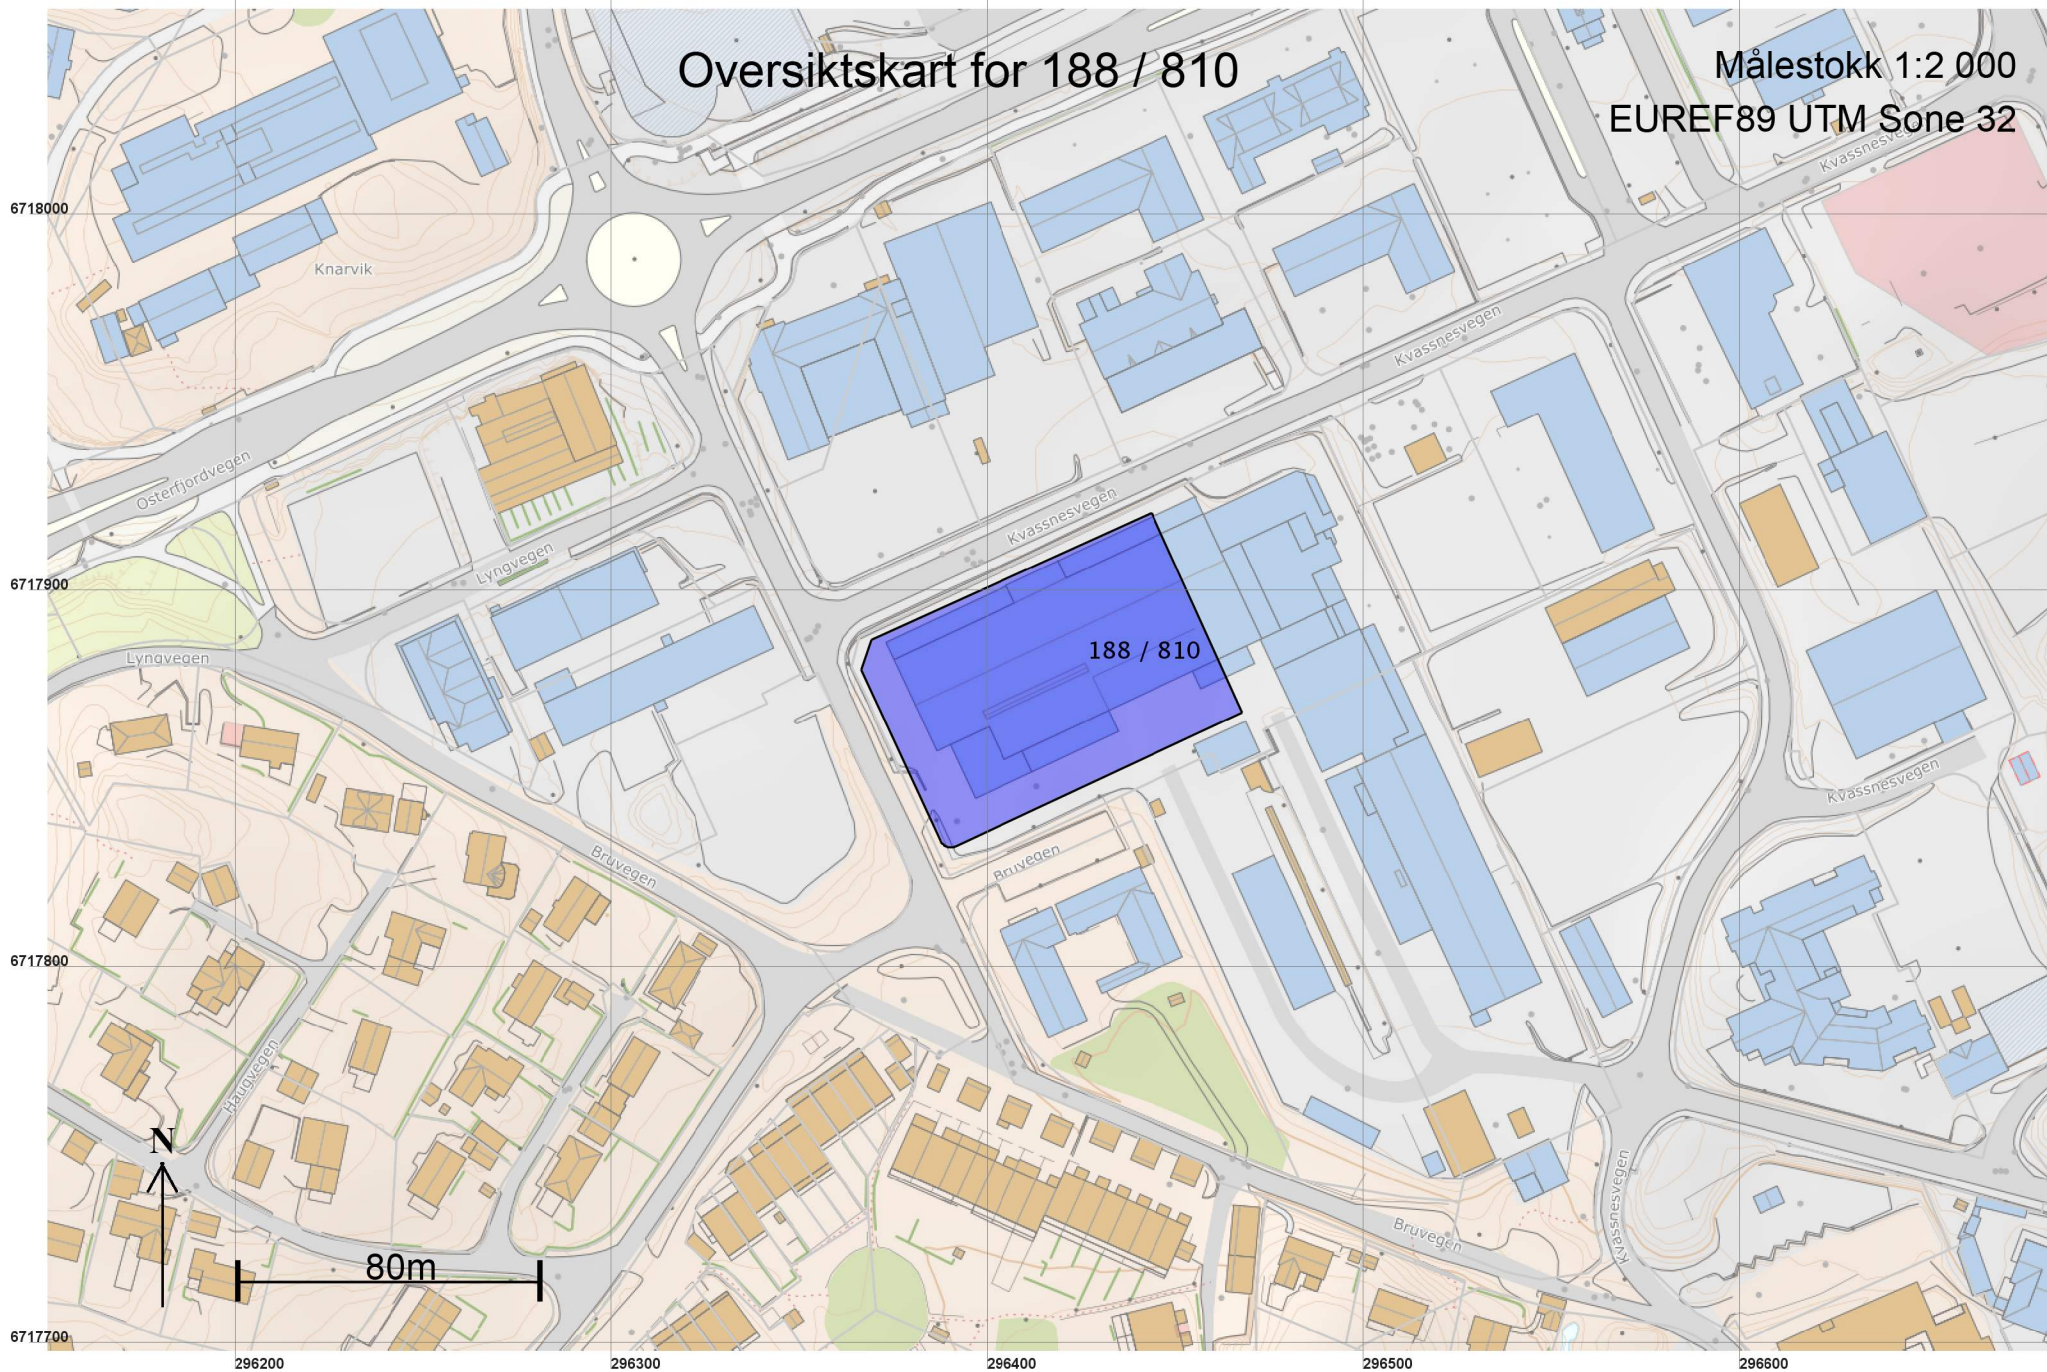 Oversiktskart for 188 / 810
Målestokk 1:2 000
EUREF89 UTM Sone 32
Kvassnesvegen
6718000
Knarvik
Kvassnesvegen
Osterfjordvegen
Kvassnesvegen
Lyngvegen
6717900
188 / 810
Lyngvegen
Kvassnesvegen
Bruvegen
Bruvegen
6717800
Haugvegen
N
Kvassnesvegen
Bruvegen
80m
6717700
296200
296300
296400
296500
296600